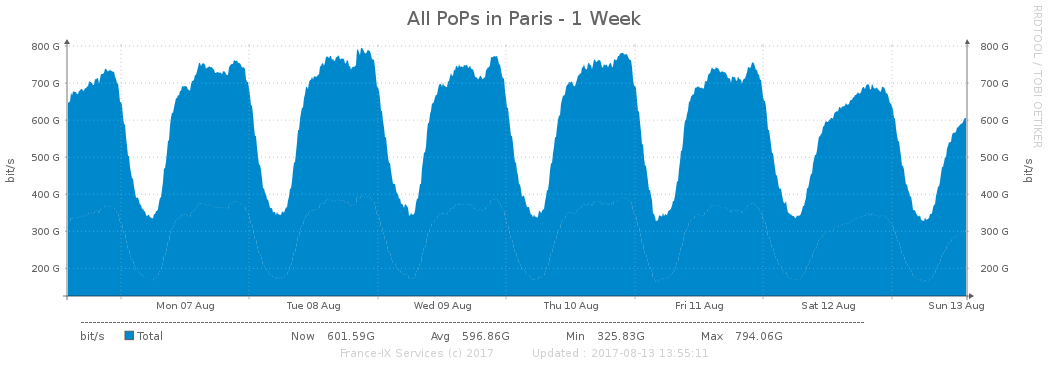 All PoPs in Paris - 1 Week
RRDTOOL / TOBI OETIKER
800 G 800 G
700 G 700 G
600 G 600 G
500 G 500 G
400 G 400 G
300 G 300 G
200 G 200 G
bit/s bit/s
Mon 07 Aug Tue 08 Aug Wed 09 Aug Thu 10 Aug Fri 11 Aug Sat 12 Aug Sun 13 Aug
bit/s Total Now 601.59G Avg 596.86G Min 325.83G Max 794.06G
France-IX Services (c) 2017 Updated : 2017-08-13 13:55:11